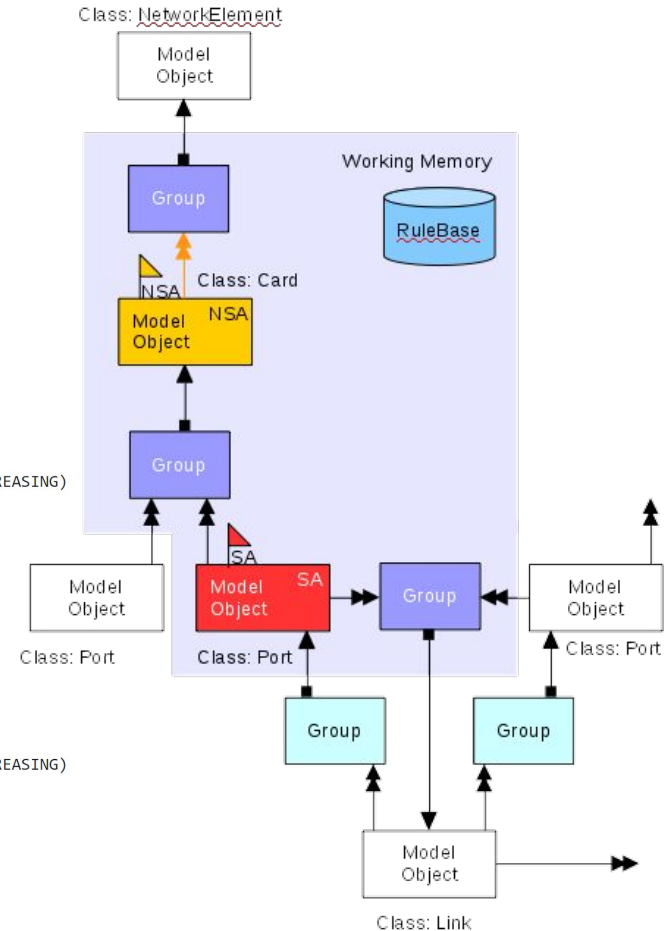 Class: NetworkElement
Model
Object
Working Memory
Group
RuleBase
Class: Card
NSA
Model NSA
Object
Group
REASING)
SA
Model
Object
Model SA
Object
Group
Model
Object
Class: Port
Class: Port
Class: Port
Group
Group
REASING)
Model
Object
Class: Link